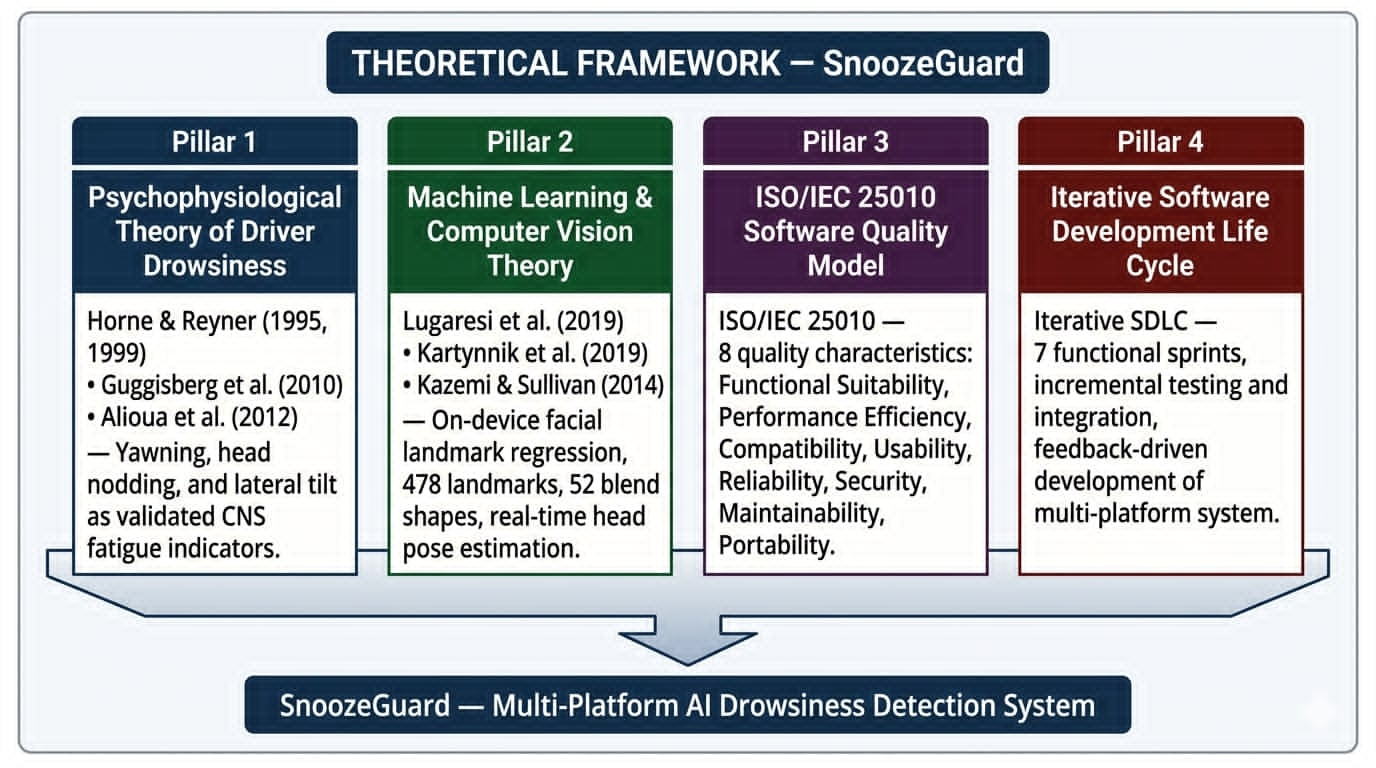 THEORETICAL FRAMEWORK — SnoozeGuard
Pillar 1
Psychophysiological
Theory of Driver
Drowsiness
Horne & Reyner (1995,
1999)
• Guggisberg et al. (2010)
• Alioua et al. (2012)
— Yawning, head
nodding, and lateral tilt
as validated CNS
fatigue indicators.
Pillar 2
Machine Learning &
Computer Vision
Theory
Lugaresi et al. (2019)
• Kartynnik et al. (2019)
• Kazemi & Sullivan (2014)
— On-device facial
landmark regression,
478 landmarks, 52 blend
shapes, real-time head
pose estimation.
Pillar 3
ISO/IEC 25010
Software Quality
Model
ISO/IEC 25010 —
8 quality characteristics:
Functional Suitability,
Performance Efficiency,
Compatibility, Usability,
Reliability, Security,
Maintainability,
Portability.
Pillar 4
Iterative Software
Development Life
Cycle
Iterative SDLC —
7 functional sprints,
incremental testing and
integration,
feedback-driven
development of
multi-platform system.
SnoozeGuard — Multi-Platform AI Drowsiness Detection System